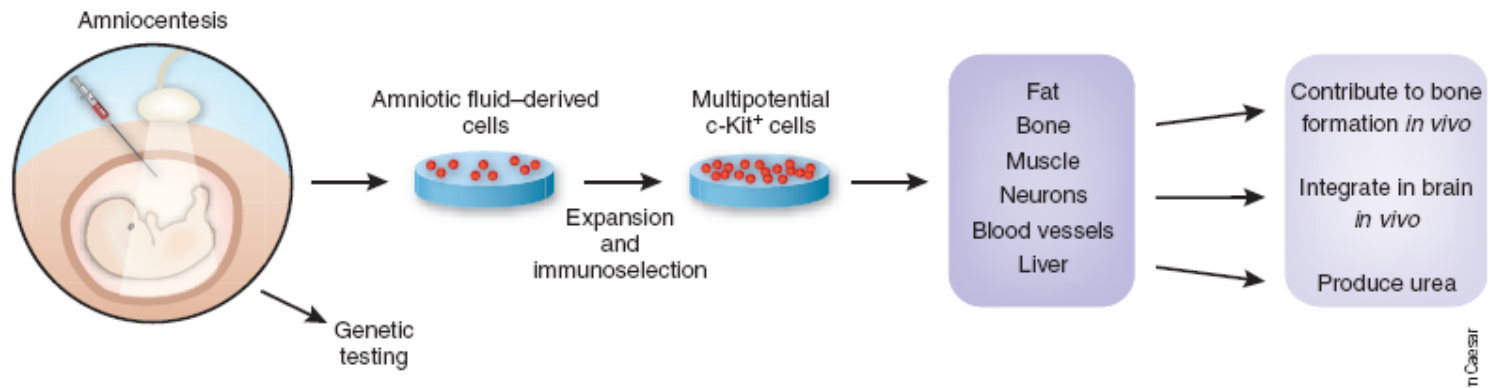 Amniocentesis
Amniotic fluid–derived
cells
Multipotential
c-Kit+ cells
Expansion
and
immunoselection
Genetic
testing
Fat
Bone
Muscle
Neurons
Blood vessels
Liver
Contribute to bone
formation in vivo
Integrate in brain
in vivo
Produce urea
n Caesar